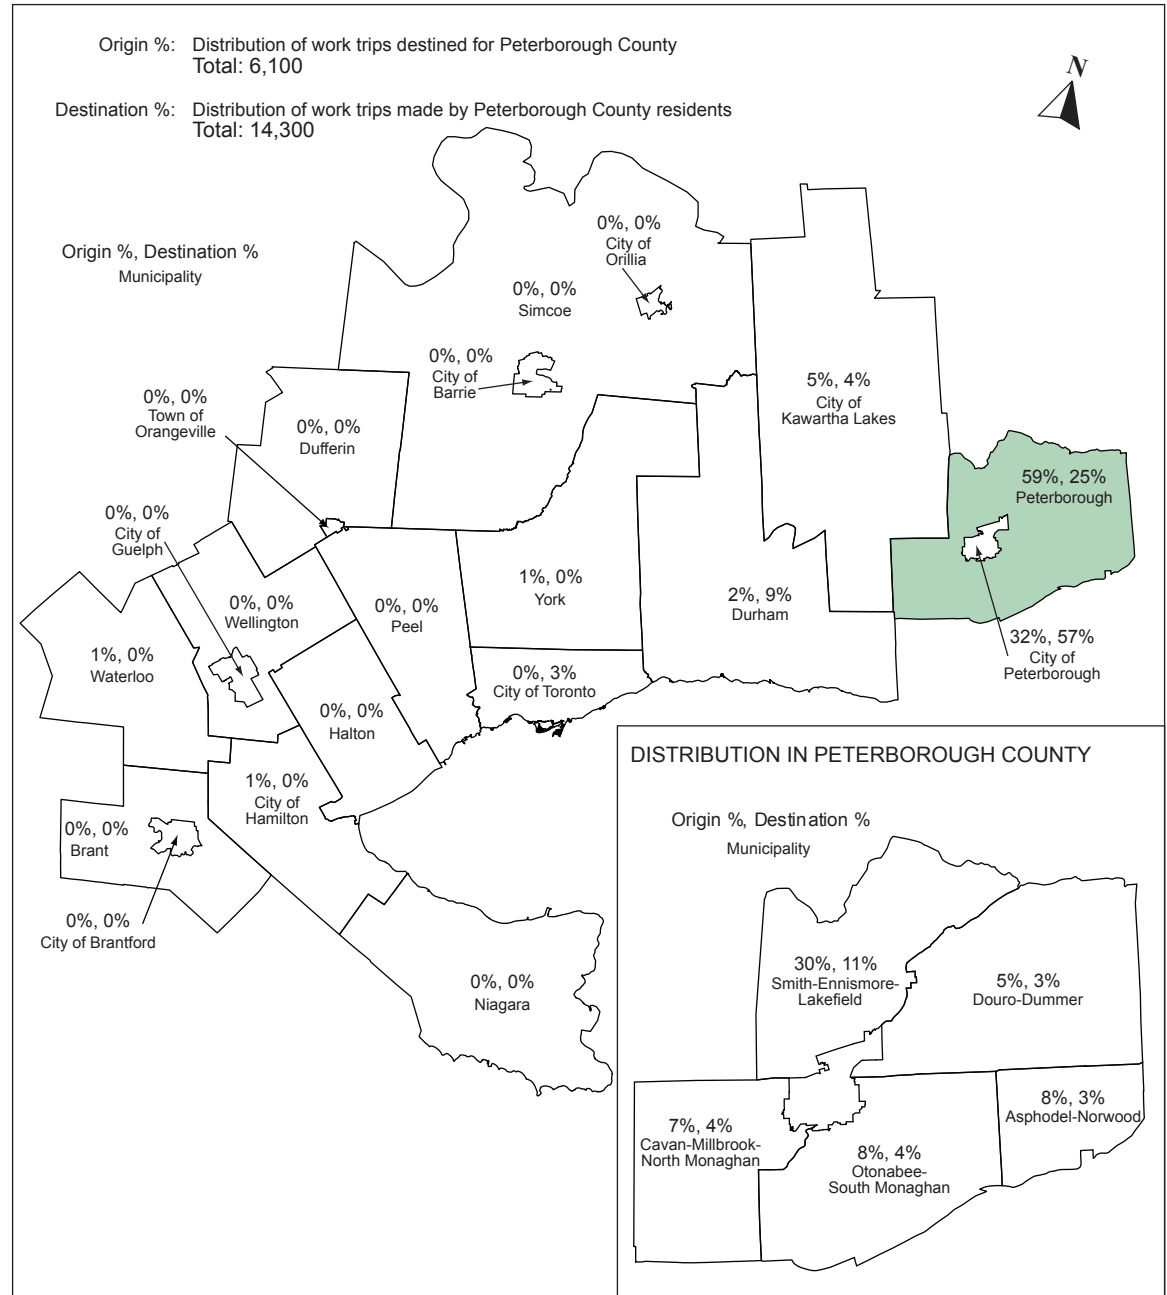 Origin %: Distribution of work trips destined for Peterborough County
Total: 6,100
Destination %: Distribution of work trips made by Peterborough County residents
Total: 14,300
N
Origin %, Destination %
Municipality
0%, 0%
City of
Orillia
0%, 0%
Simcoe
0%, 0%
City of
Barrie
5%, 4%
City of
Kawartha Lakes
0%, 0%
Town of
Orangeville
0%, 0%
Dufferin
59%, 25%
Peterborough
0%, 0%
City of
Guelph
0%, 0%
Wellington
0%, 0%
Peel
1%, 0%
York
2%, 9%
Durham
32%, 57%
City of
Peterborough
1%, 0%
Waterloo
0%, 3%
City of Toronto
0%, 0%
Halton
1%, 0%
City of
Hamilton
0%, 0%
Brant
0%, 0%
City of Brantford
0%, 0%
Niagara
DISTRIBUTION IN PETERBOROUGH COUNTY
Origin %, Destination %
Municipality
30%, 11%
Smith-Ennismore-
Lakefield
5%, 3%
Douro-Dummer
8%, 3%
Asphodel-Norwood
7%, 4%
Cavan-Millbrook-
North Monaghan
8%, 4%
Otonabee-
South Monaghan